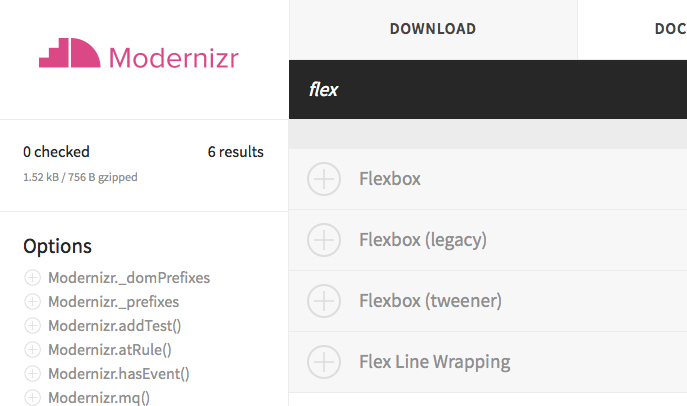 Modernizr
DOWNLOAD
DOC
flex
0 checked
6 results
1.52 kB / 756 B gzipped
Options
Modernizr._domPrefixes
Modernizr._prefixes
Modernizr.addTest()
Modernizr.atRule()
Modernizr.hasEvent()
Modernizr.mq()
Flexbox
Flexbox (legacy)
Flexbox (tweener)
Flex Line Wrapping